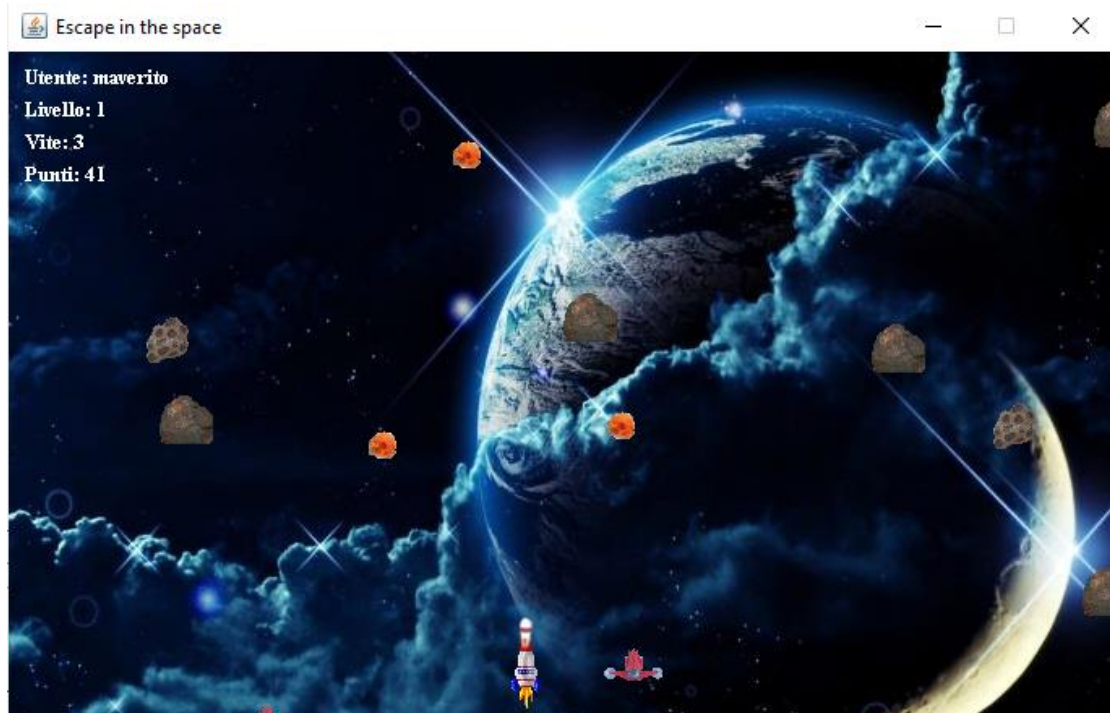 Escape in the space
Utente: maverito
Livello: 1
Vite: 3
Punti: 41